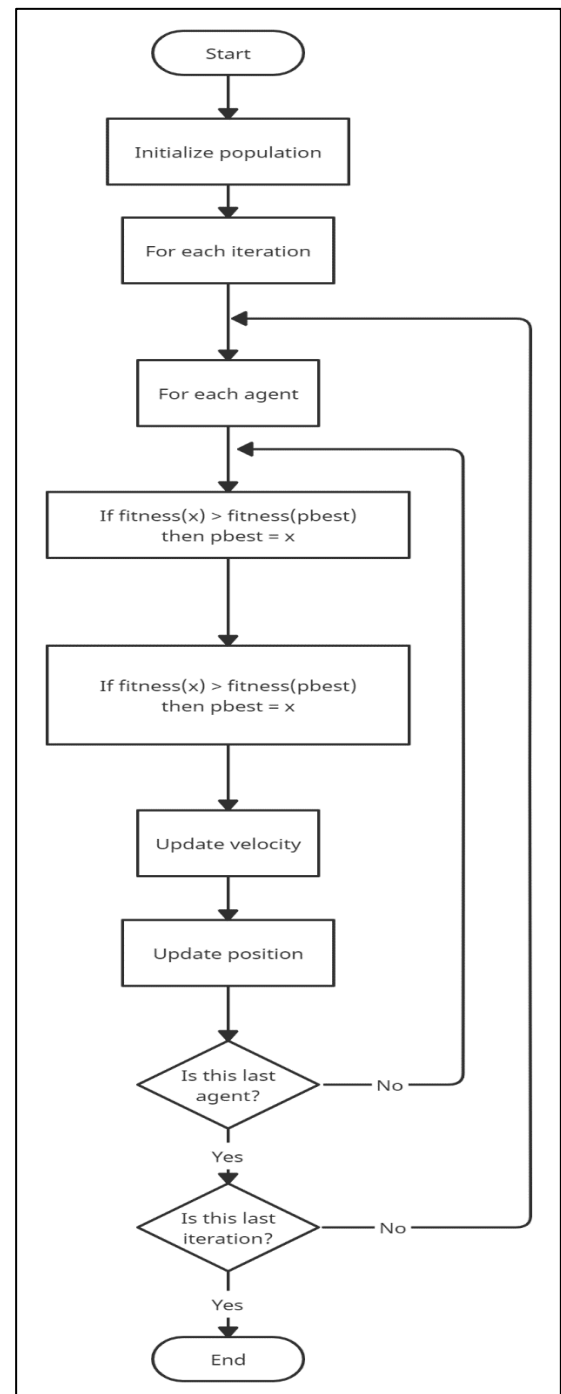 Start
Initialize population
For each iteration
For each agent
If fitness(x) > fitness(pbest)
then pbest = x
If fitness(x) > fitness(pbest)
then pbest = x
Update velocity
Update position
Is this last
agent?
No
Yes
Is this last
iteration?
No
Yes
End